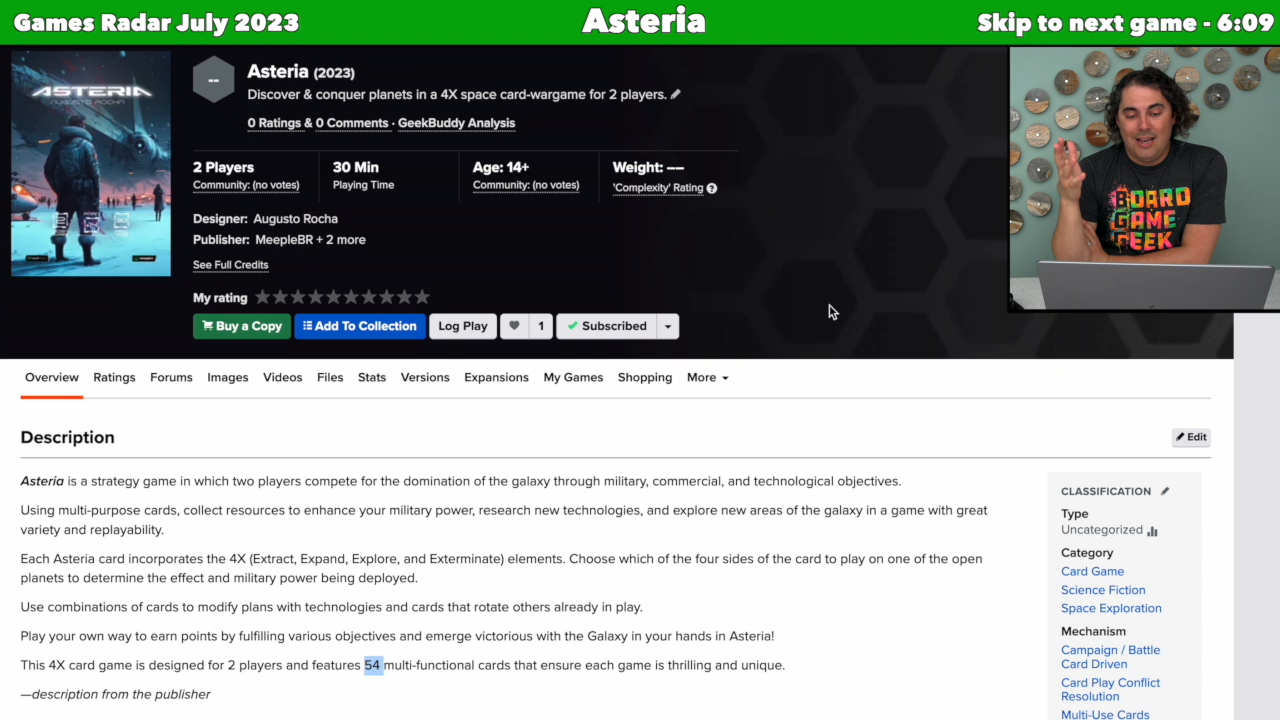 Games Radar July 2023
Asteria
Skip to next game - 6:09
ASTERIA
AUGUSTO ROCHA
--
Asteria (2023)
Discover & conquer planets in a 4X space card-wargame for 2 players.
0 Ratings & 0 Comments · GeekBuddy Analysis
2 Players
Community: (no votes)
30 Min
Playing Time
Age: 14+
Community: (no votes)
Weight: ––
'Complexity' Rating ?
Designer: Augusto Rocha
Publisher: MeepleBR + 2 more
See Full Credits
My rating
Buy a Copy
Add To Collection
Log Play
1
Subscribed
BOARD
GAME
GEEK
Overview
Ratings
Forums
Images
Videos
Files
Stats
Versions
Expansions
My Games
Shopping
More
Description
Edit
Asteria is a strategy game in which two players compete for the domination of the galaxy through military, commercial, and technological objectives.
Using multi-purpose cards, collect resources to enhance your military power, research new technologies, and explore new areas of the galaxy in a game with great
variety and replayability.
Each Asteria card incorporates the 4X (Extract, Expand, Explore, and Exterminate) elements. Choose which of the four sides of the card to play on one of the open
planets to determine the effect and military power being deployed.
Use combinations of cards to modify plans with technologies and cards that rotate others already in play.
Play your own way to earn points by fulfilling various objectives and emerge victorious with the Galaxy in your hands in Asteria!
This 4X card game is designed for 2 players and features 54 multi-functional cards that ensure each game is thrilling and unique.
—description from the publisher
CLASSIFICATION
Type
Uncategorized
Category
Card Game
Science Fiction
Space Exploration
Mechanism
Campaign / Battle
Card Driven
Card Play Conflict
Resolution
Multi-Use Cards